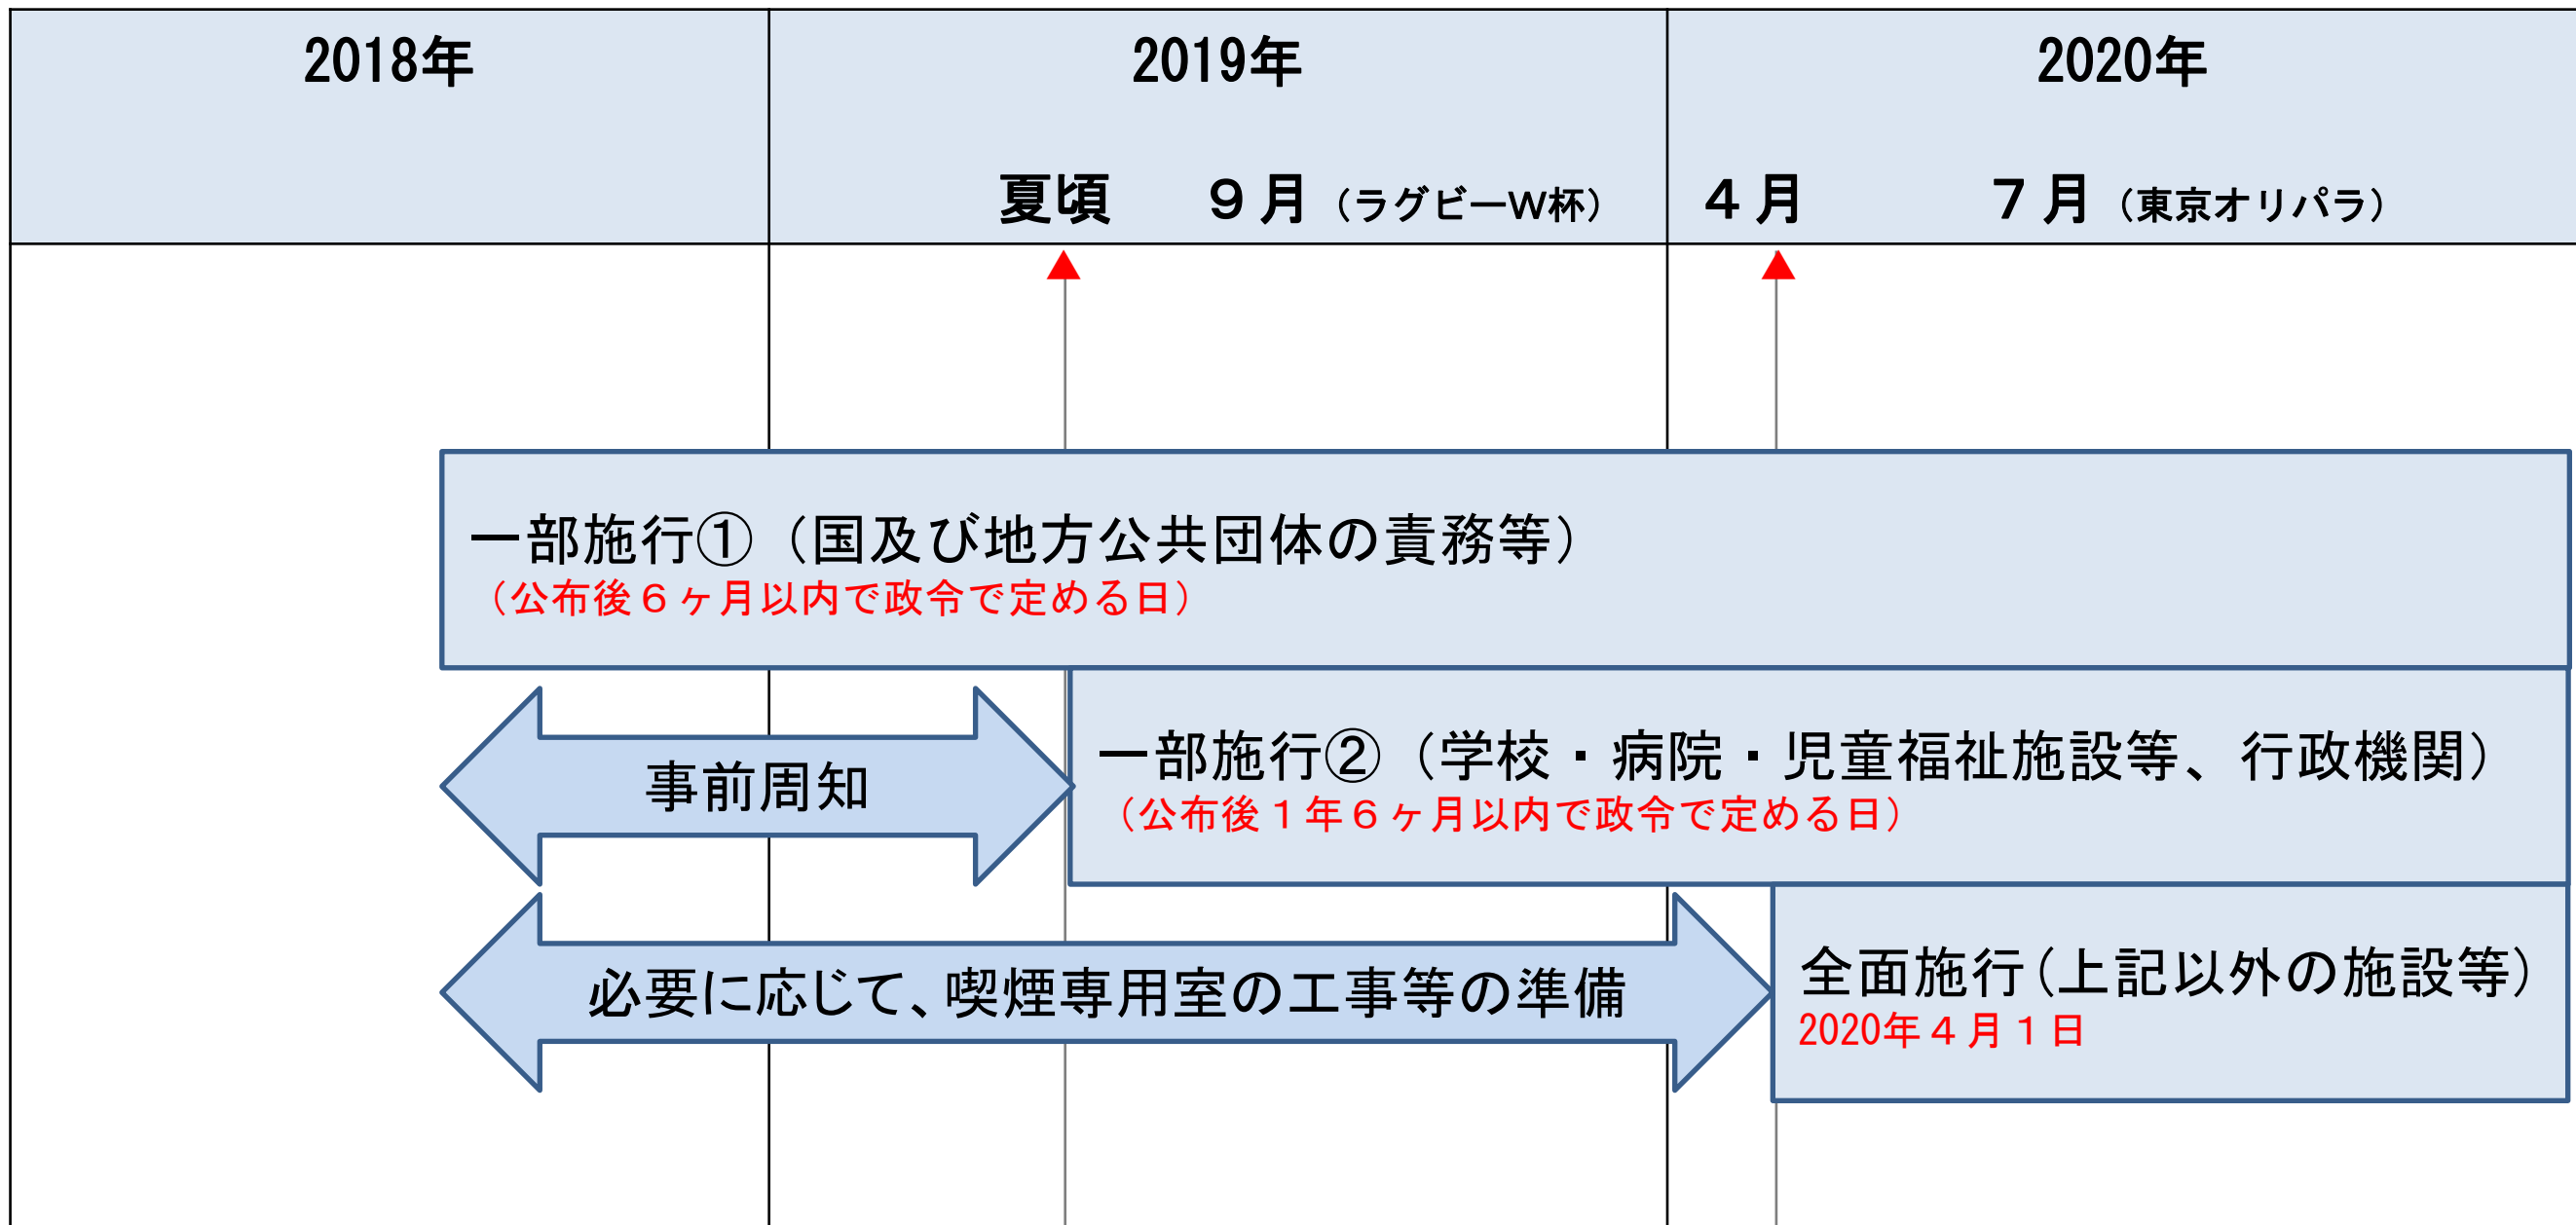 2018年
2019年
2020年
夏頃 ９月（ラグビーW杯）
４月 ７月（東京オリパラ）
一部施行①（国及び地方公共団体の責務等）
（公布後６ヶ月以内で政令で定める日）
事前周知
一部施行②（学校・病院・児童福祉施設等、行政機関）
（公布後１年６ヶ月以内で政令で定める日）
必要に応じて、喫煙専用室の工事等の準備
全面施行（上記以外の施設等）
2020年４月１日